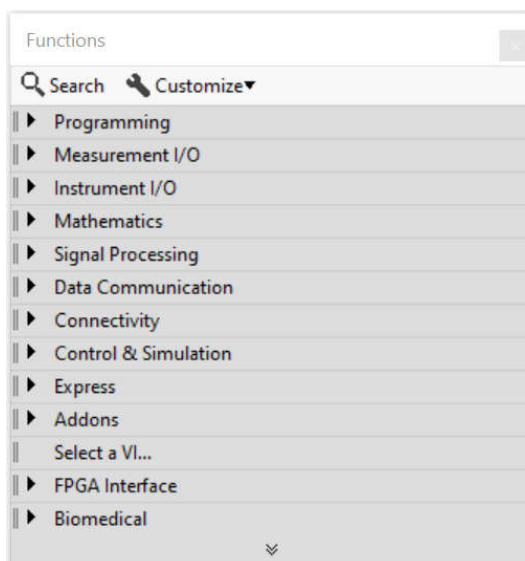 Functions
Search Customize▼
Programming
Measurement I/O
Instrument I/O
Mathematics
Signal Processing
Data Communication
Connectivity
Control & Simulation
Express
Addons
Select a VI...
FPGA Interface
Biomedical